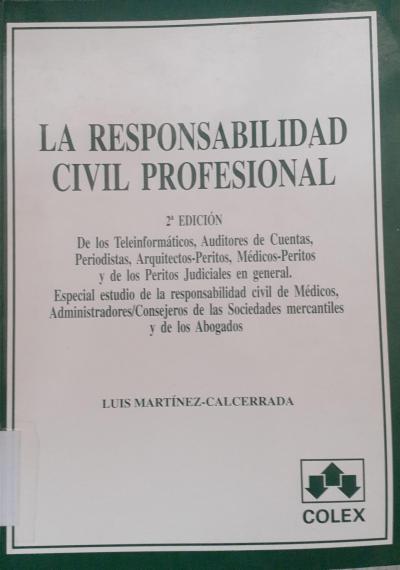 LA RESPONSABILIDAD
CIVIL PROFESIONAL
2ª EDICIÓN
De los Teleinformáticos, Auditores de Cuentas,
Periodistas, Arquitectos-Peritos, Médicos-Peritos
y de los Peritos Judiciales en general.
Especial estudio de la responsabilidad civil de Médicos,
Administradores/Consejeros de las Sociedades mercantiles
y de los Abogados
LUIS MARTÍNEZ-CALCERRADA
COLEX